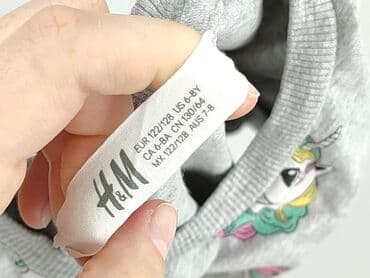 H&M
EUR 122/128 US 6-8Y
CA 6-8A CN 130/64
MX 122/128 AUS 7-8